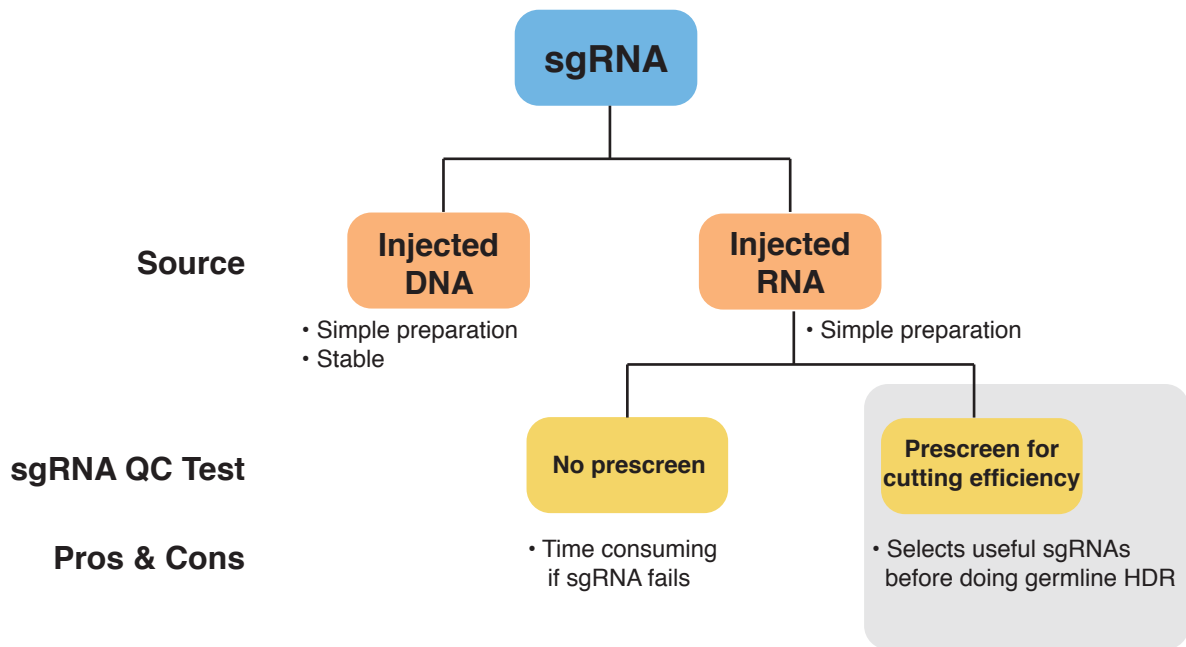 sgRNA
Source
Injected
DNA
Injected
RNA
• Simple preparation
• Stable
• Simple preparation
sgRNA QC Test
No prescreen
Prescreen for
cutting efficiency
Pros & Cons
• Time consuming
if sgRNA fails
• Selects useful sgRNAs
before doing germline HDR